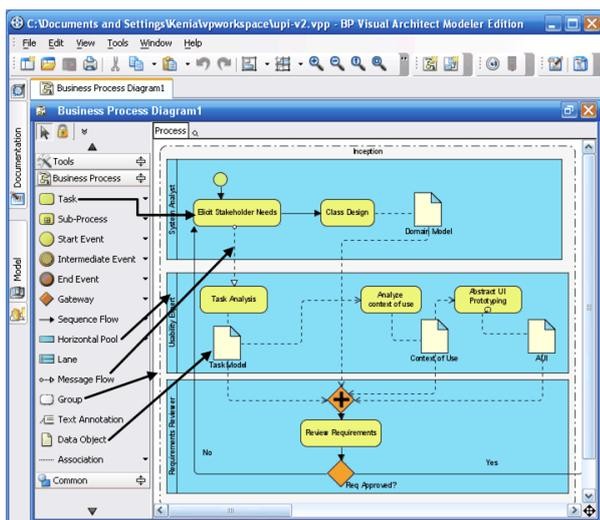 C:\Documents and Settings\Kenia\vpworkspace\upi-v2.vpp - BP Visual Architect Modeler Edition
File Edit View Tools Window Help
Business Process Diagram1
Business Process Diagram1
Documentation
Model
Process
Tools
Business Process
Task
Sub-Process
Start Event
Intermediate Event
End Event
Gateway
Sequence Flow
Horizontal Pool
Lane
Message Flow
Group
Text Annotation
Data Object
Association
Common
Inception
System Analyst
Elicit Stakeholder Needs
Class Design
Domain Model
Usability Expert
Task Analysis
Analyze
context of use
Abstract UI
Prototyping
Task Model
Context of Use
AUI
Requirements Reviewer
Review Requirements
No
Yes
Req Approved?